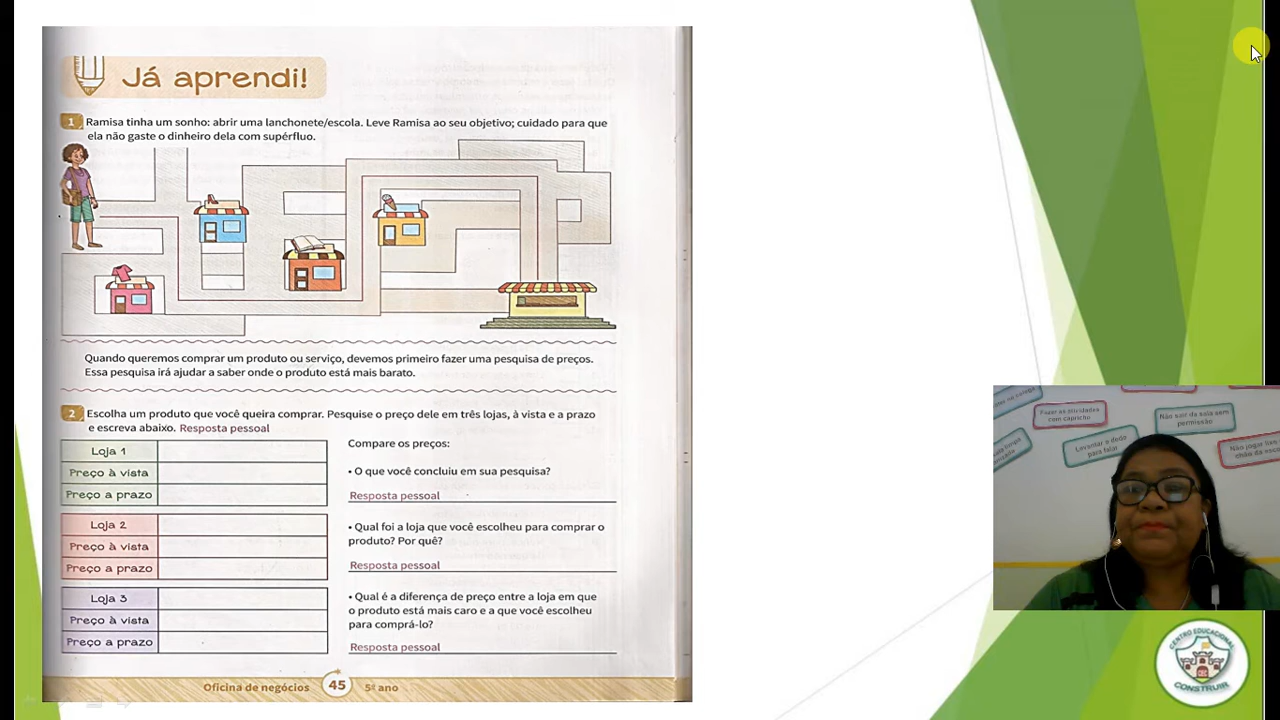 Já aprendi!
1 Ramisa tinha um sonho: abrir uma lanchonete/escola. Leve Ramisa ao seu objetivo; cuidado para que
ela não gaste o dinheiro dela com supérfluo.
Quando queremos comprar um produto ou serviço, devemos primeiro fazer uma pesquisa de preços.
Essa pesquisa irá ajudar a saber onde o produto está mais barato.
2 Escolha um produto que você queira comprar. Pesquise o preço dele em três lojas, à vista e a prazo
e escreva abaixo. Resposta pessoal
Loja 1
Preço à vista
Preço a prazo
Loja 2
Preço à vista
Preço a prazo
Loja 3
Preço à vista
Preço a prazo
Compare os preços:
• O que você concluiu em sua pesquisa?
Resposta pessoal
• Qual foi a loja que você escolheu para comprar o
produto? Por quê?
Resposta pessoal
• Qual é a diferença de preço entre a loja em que
o produto está mais caro e a que você escolheu
para comprá-lo?
Resposta pessoal
Oficina de negócios 45 5º ano
Fazer as atividades
com capricho
Não sair da sala sem
permissão
Levantar o dedo
para falar
Não jogar lixo
CENTRO EDUCACIONAL
CONSTRUIR